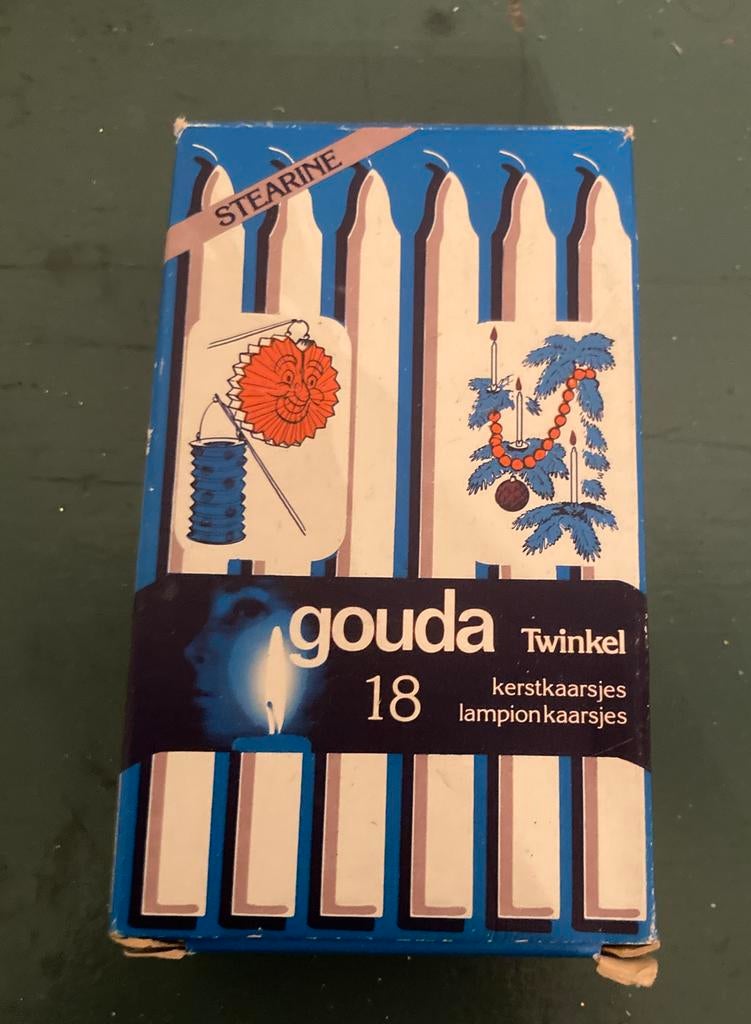 STEARINE
gouda Twinkel
18 kerstkaarsjes
lampionkaarsjes